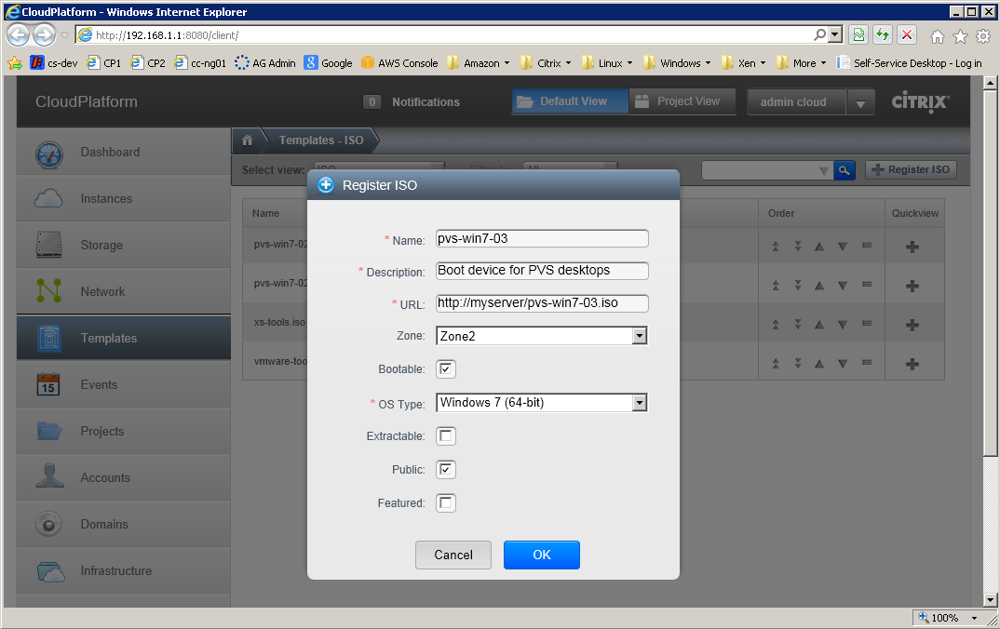 CloudPlatform - Windows Internet Explorer
http://192.168.1.1:8080/client/
cs-dev CP1 CP2 cc-ng01 AG Admin Google AWS Console Amazon Citrix Linux Windows Xen More Self-Service Desktop - Log in
CloudPlatform 0 Notifications Default View Project View admin cloud CITRIX
Dashboard
Instances
Storage
Network
Templates
15 Events
Projects
Accounts
Domains
Infrastructure
Templates - ISO
Select view: ISO Filter by: All Register ISO
Name Order Quickview
pvs-win7-02
pvs-win7-02
xs-tools.iso
vmware-too
Register ISO
* Name: pvs-win7-03
* Description: Boot device for PVS desktops
* URL: http://myserver/pvs-win7-03.iso
Zone: Zone2
Bootable:
* OS Type: Windows 7 (64-bit)
Extractable:
Public:
Featured:
Cancel OK
100%